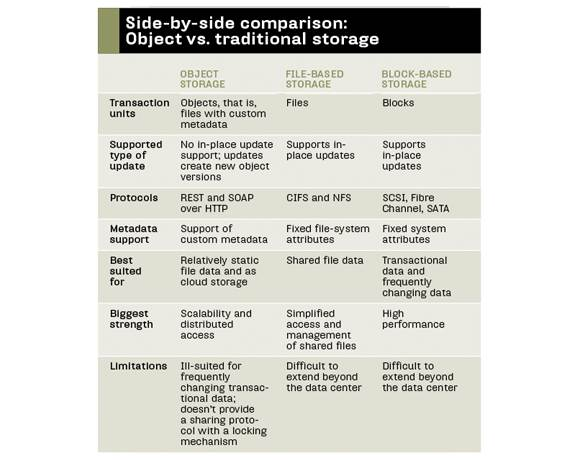 Side-by-side comparison:
Object vs. traditional storage
OBJECT
STORAGE
FILE-BASED
STORAGE
BLOCK-BASED
STORAGE
Transaction
units
Objects, that is,
files with custom
metadata
Files
Blocks
Supported
type of
update
No in-place update
support; updates
create new object
versions
Supports in-
place updates
Supports
in-place
updates
Protocols
REST and SOAP
over HTTP
CIFS and NFS
SCSI, Fibre
Channel, SATA
Metadata
support
Support of
custom metadata
Fixed file-system
attributes
Fixed system
attributes
Best
suited
for
Relatively static
file data and as
cloud storage
Shared file data
Transactional
data and
frequently
changing data
Biggest
strength
Scalability and
distributed
access
Simplified
access and
management
of shared files
High
performance
Limitations
Ill-suited for
frequently
changing transac-
tional data;
doesn't provide
a sharing proto-
col with a locking
mechanism
Difficult to
extend beyond
the data center
Difficult to
extend beyond
the data center